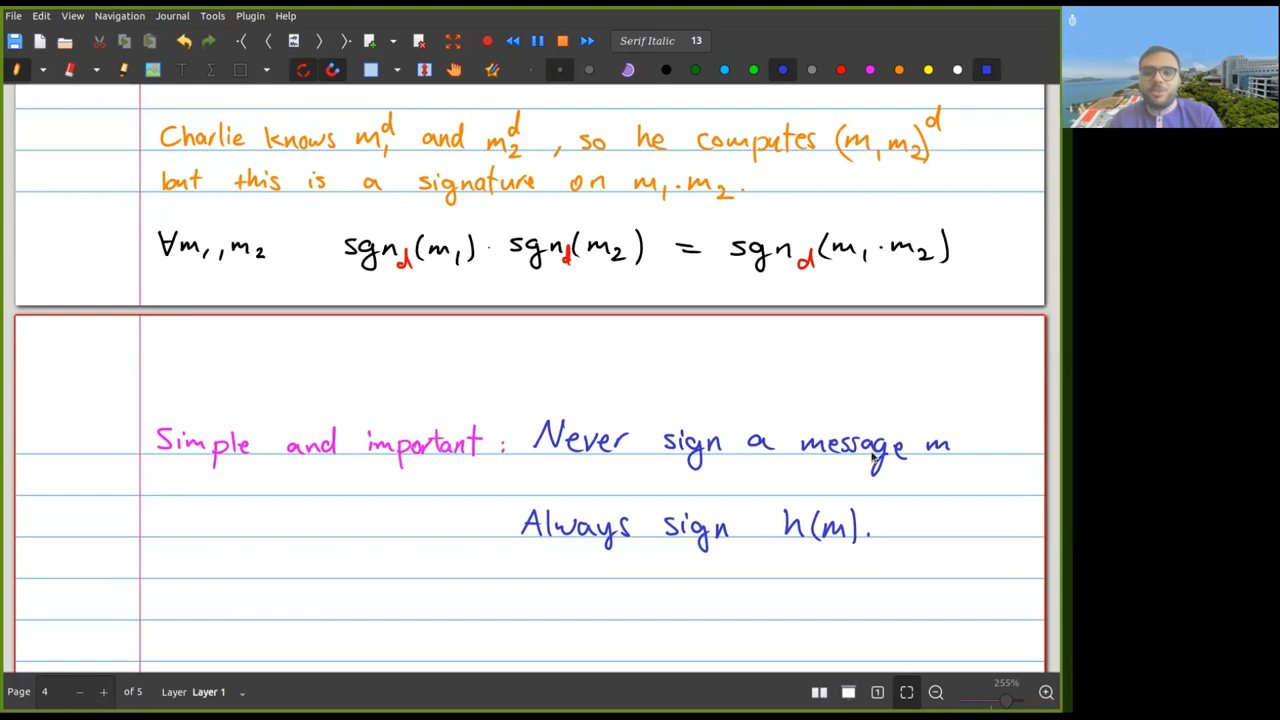 File Edit View Navigation Journal Tools Plugin Help
Serif Italic 13
Charlie knows m₁ᵈ and m₂ᵈ, so he computes (m₁m₂)ᵈ
but this is a signature on m₁·m₂.
∀m₁,m₂ sgn_d(m₁) · sgn_d(m₂) = sgn_d(m₁·m₂)
Simple and important: Never sign a message m
Always sign h(m).
Page 4 of 5 Layer Layer 1 255%